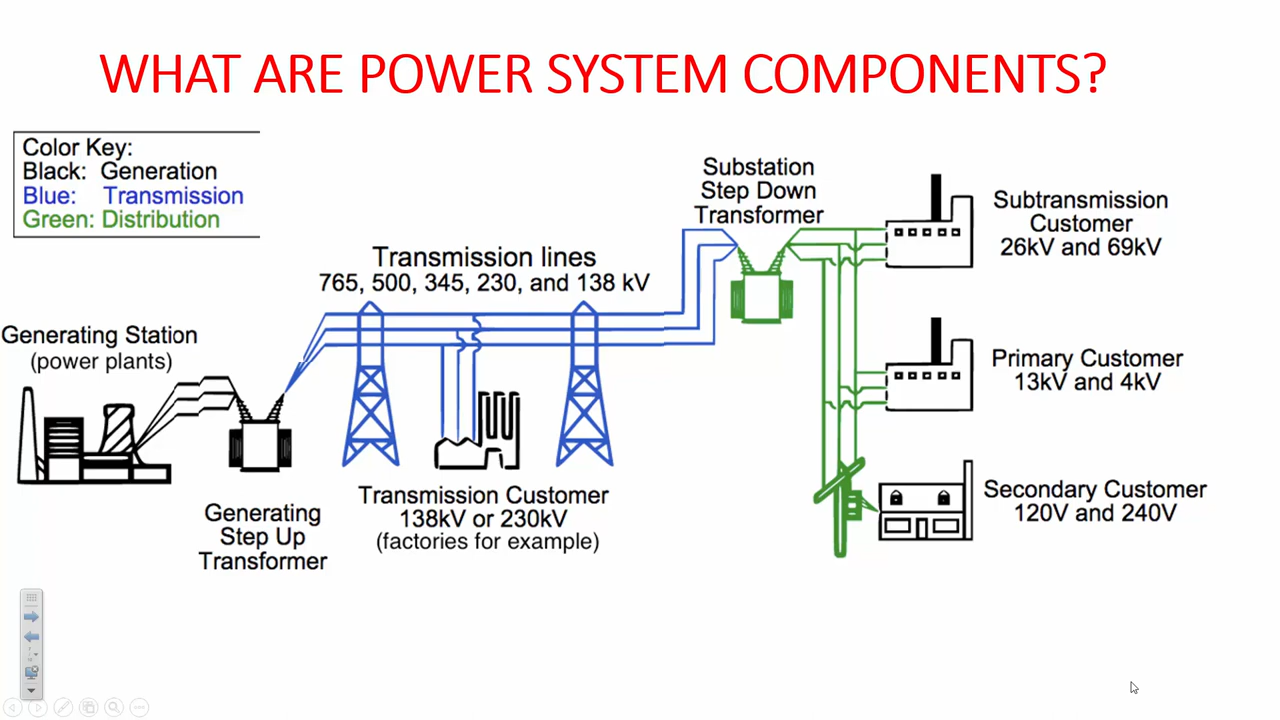 WHAT ARE POWER SYSTEM COMPONENTS?
Color Key:
Black: Generation
Blue: Transmission
Green: Distribution
Generating Station
(power plants)
Generating
Step Up
Transformer
Transmission lines
765, 500, 345, 230, and 138 kV
Transmission Customer
138kV or 230kV
(factories for example)
Substation
Step Down
Transformer
Subtransmission
Customer
26kV and 69kV
Primary Customer
13kV and 4kV
Secondary Customer
120V and 240V